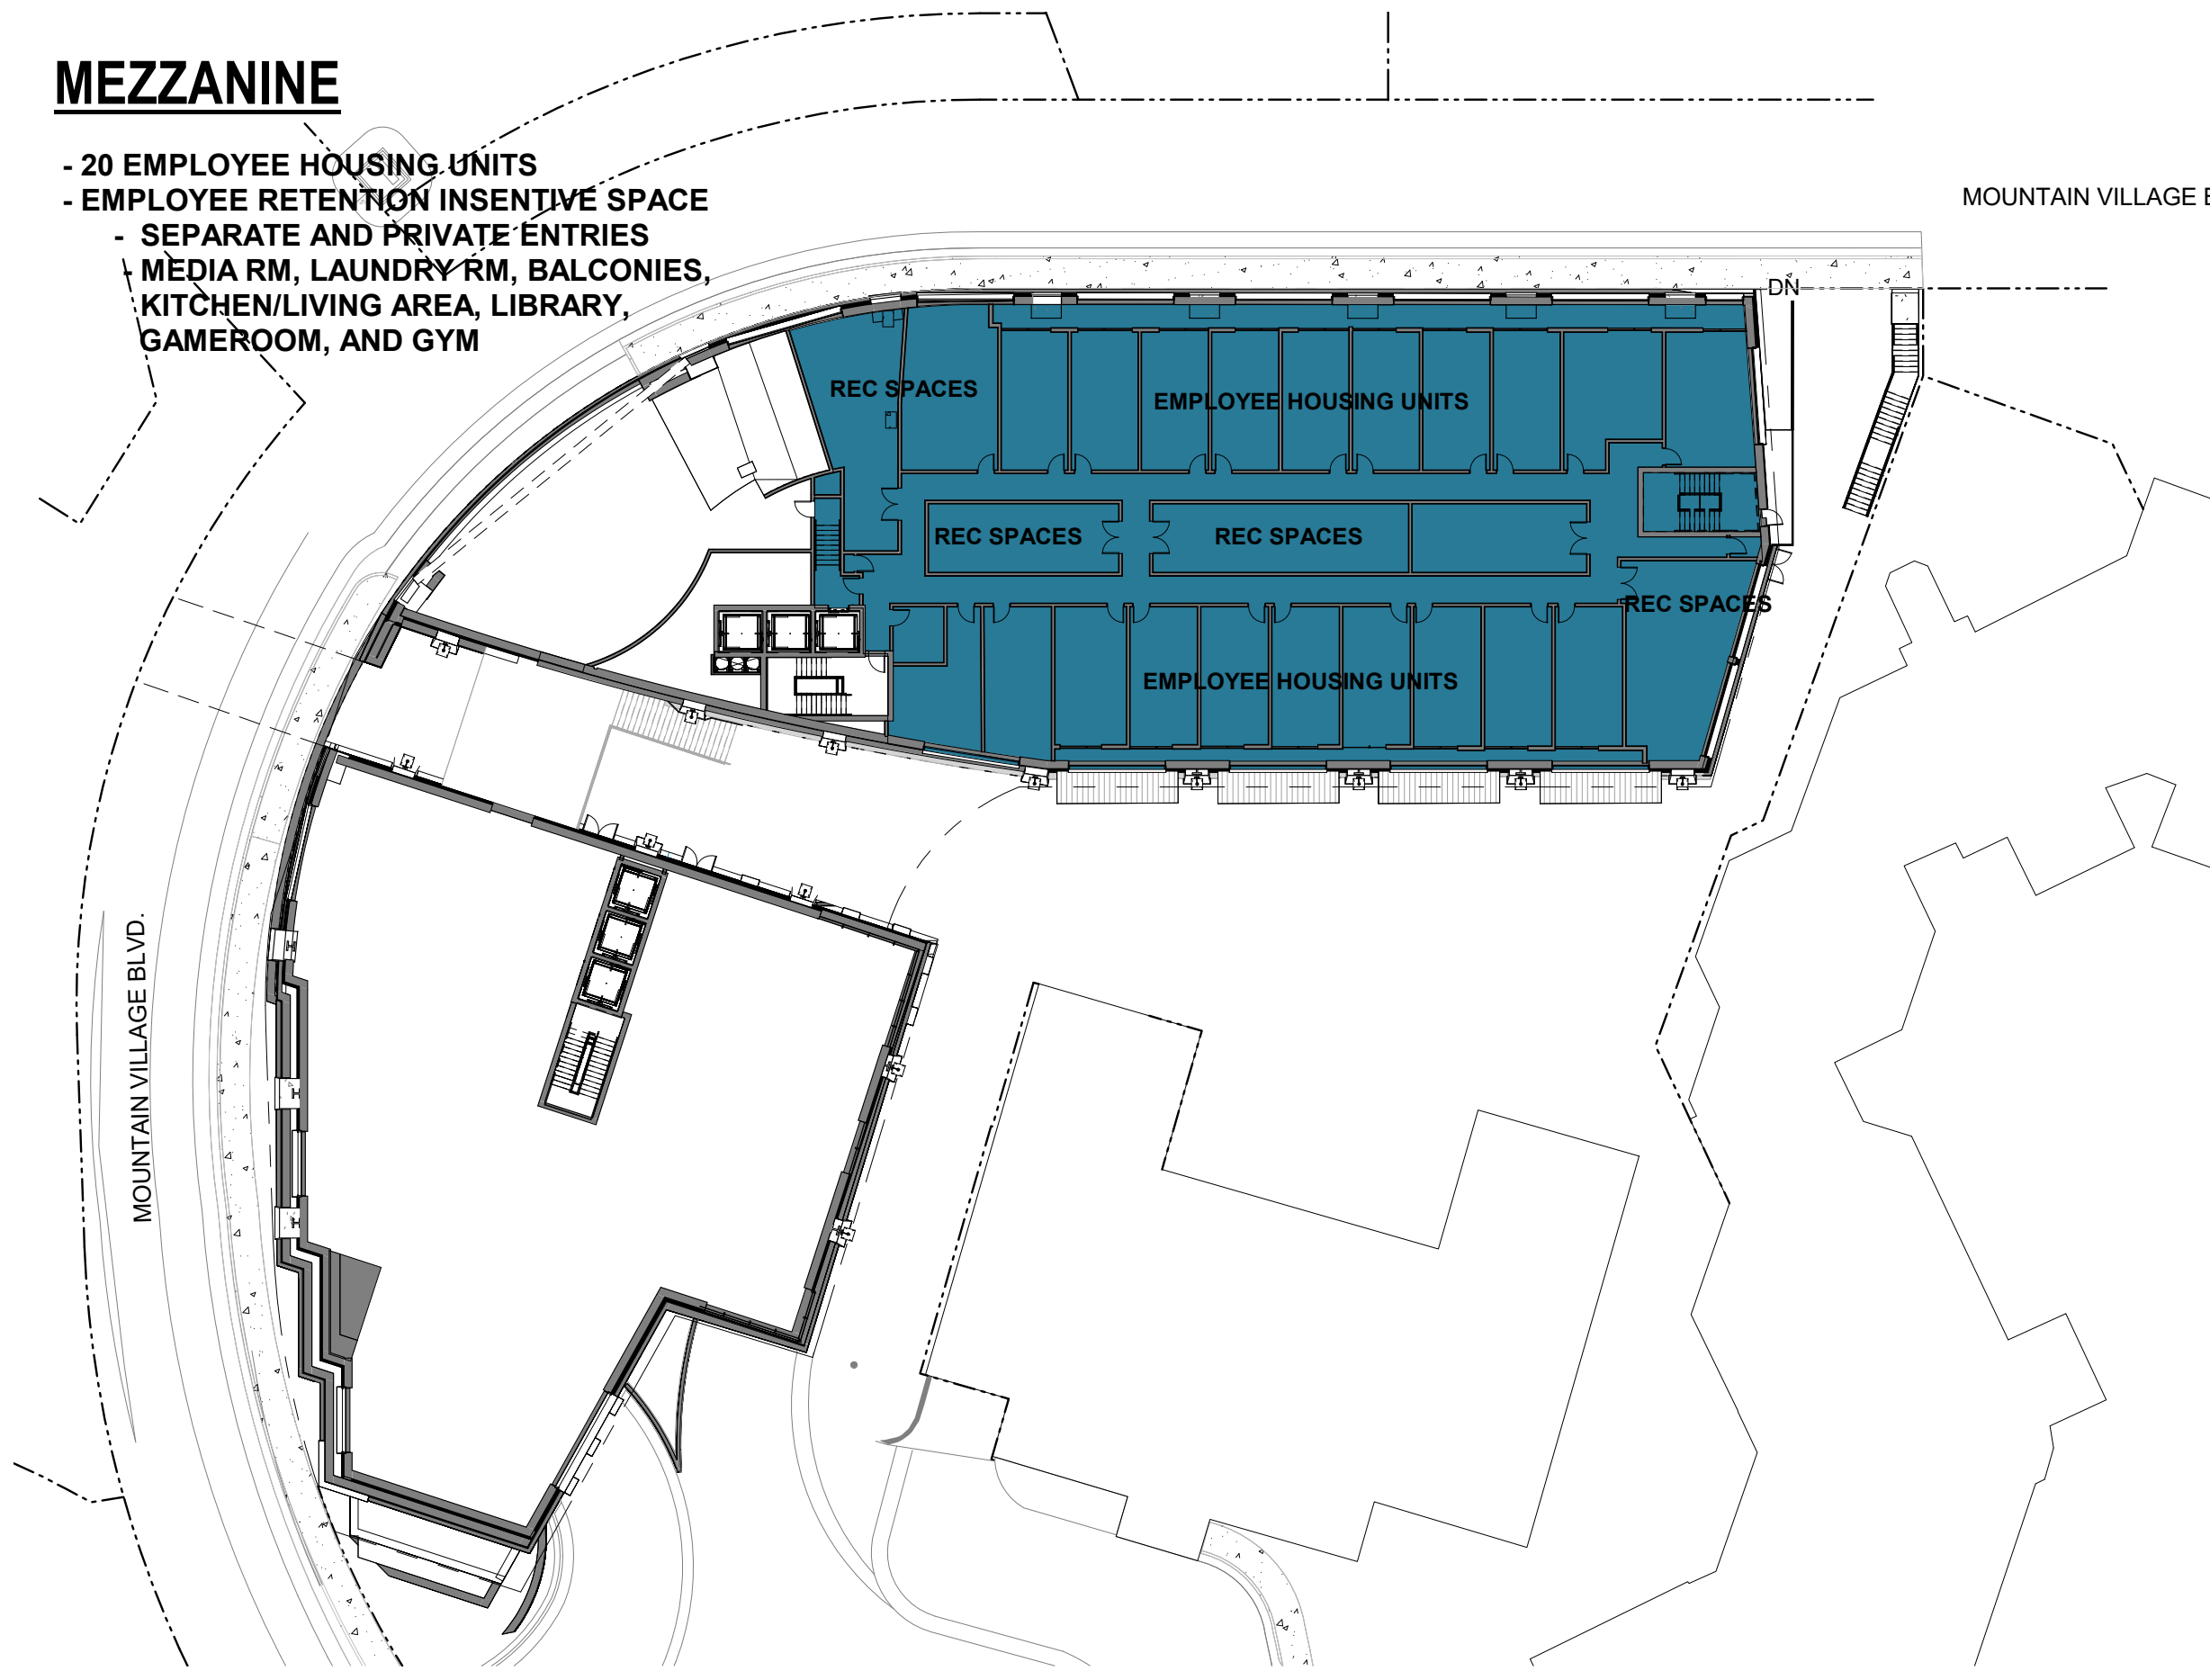 MEZZANINE
- 20 EMPLOYEE HOUSING UNITS
- EMPLOYEE RETENTION INSENTIVE SPACE
- SEPARATE AND PRIVATE ENTRIES
- MEDIA RM, LAUNDRY RM, BALCONIES,
KITCHEN/LIVING AREA, LIBRARY,
GAMEROOM, AND GYM
MOUNTAIN VILLAGE B
DN
REC SPACES
EMPLOYEE HOUSING UNITS
REC SPACES
REC SPACES
REC SPACES
EMPLOYEE HOUSING UNITS
MOUNTAIN VILLAGE BLVD.